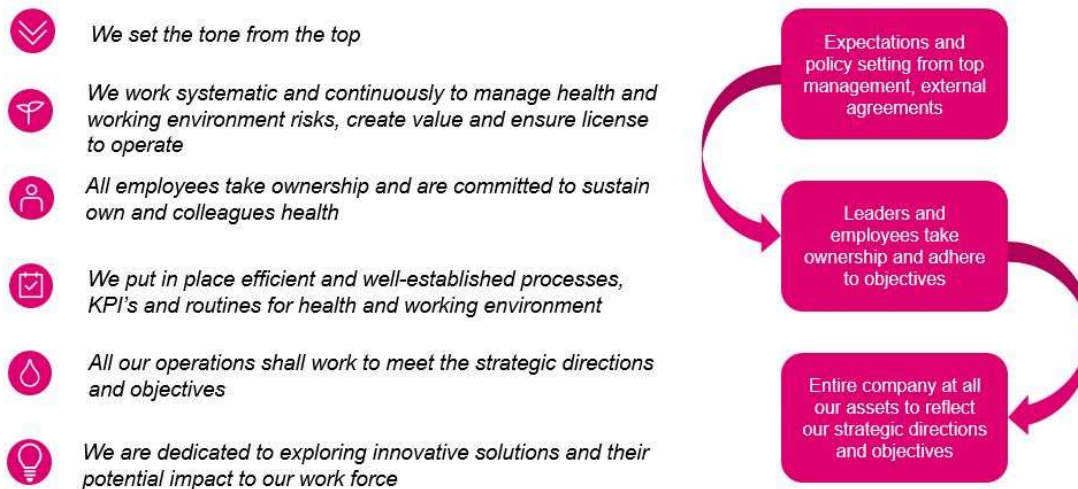 We set the tone from the top
We work systematic and continuously to manage health and
working environment risks, create value and ensure license
to operate
All employees take ownership and are committed to sustain
own and colleagues health
We put in place efficient and well-established processes,
KPI's and routines for health and working environment
All our operations shall work to meet the strategic directions
and objectives
We are dedicated to exploring innovative solutions and their
potential impact to our work force
Expectations and
policy setting from top
management, external
agreements
Leaders and
employees take
ownership and adhere
to objectives
Entire company at all
our assets to reflect
our strategic directions
and objectives